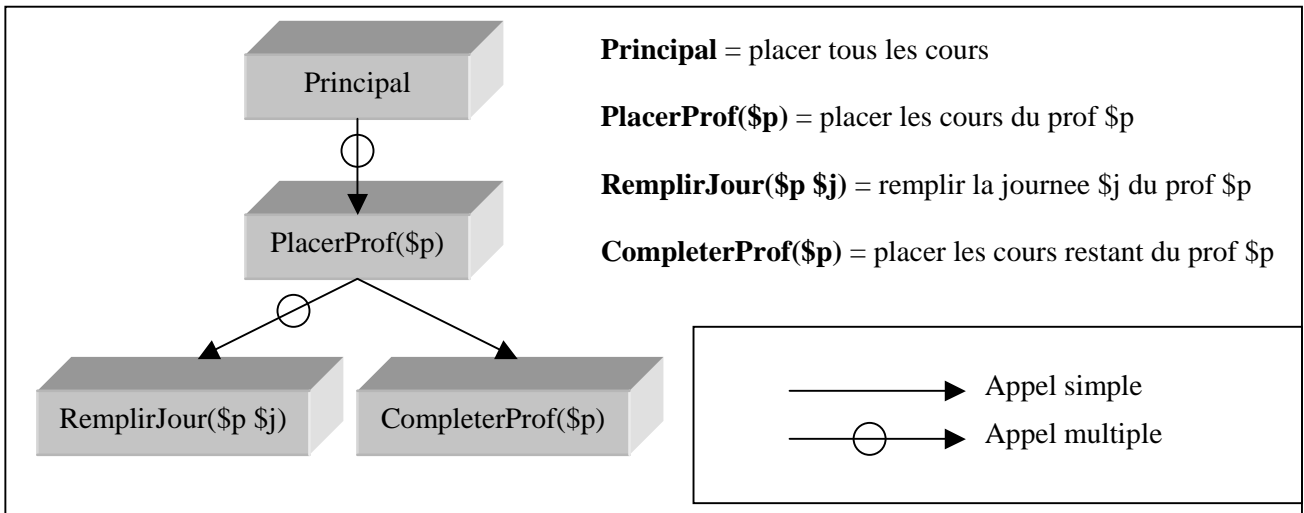 Principal
PlacerProf($p)
RemplirJour($p $j)
CompleterProf($p)
Principal = placer tous les cours
PlacerProf($p) = placer les cours du prof $p
RemplirJour($p $j) = remplir la journee $j du prof $p
CompleterProf($p) = placer les cours restant du prof $p
Appel simple
Appel multiple